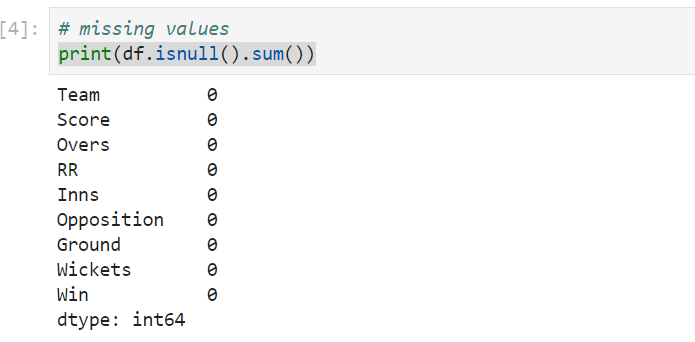 [4]:
# missing values
print(df.isnull().sum())
Team 0
Score 0
Overs 0
RR 0
Inns 0
Opposition 0
Ground 0
Wickets 0
Win 0
dtype: int64